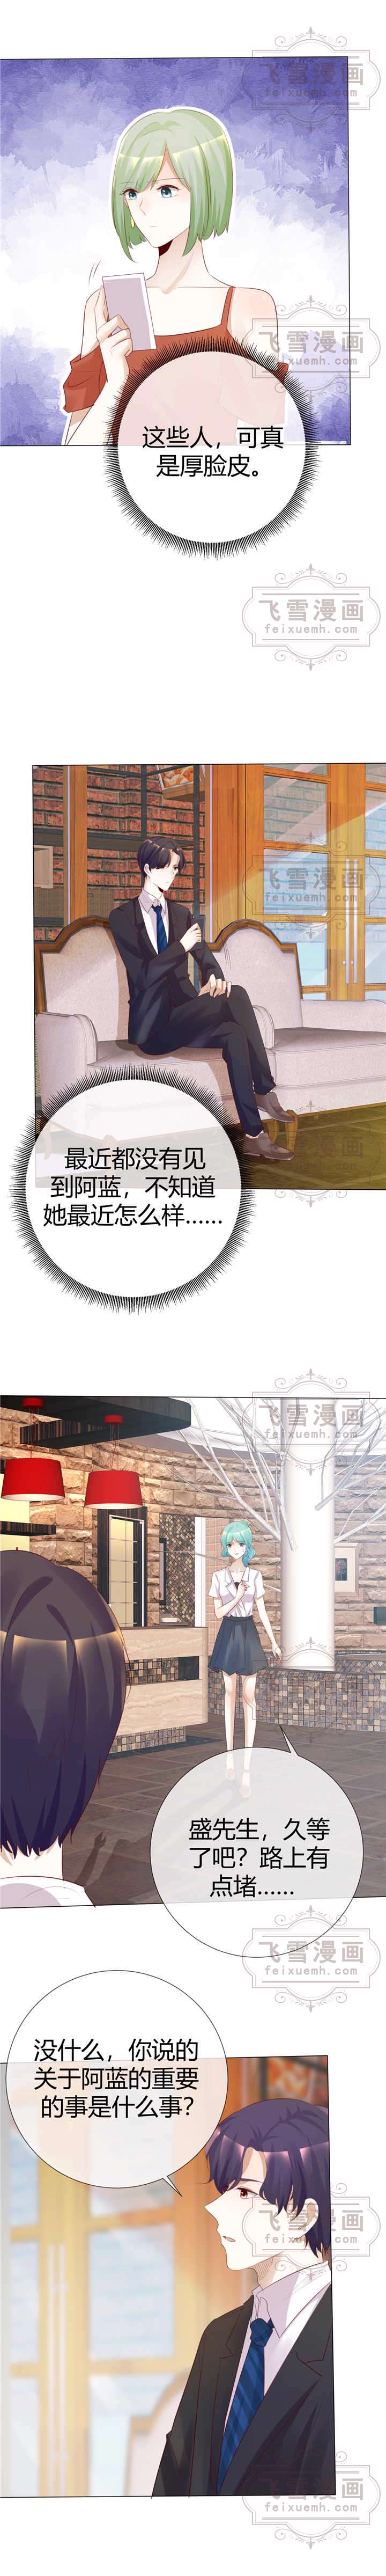 飞雪漫画
feixuemh.com
飞雪漫画
feixuemh.com
这些人，可真
是厚脸皮。
飞雪漫画
feixuemh.com
飞雪漫画
feixuemh.com
最近都没有见
到阿蓝，不知道
她最近怎么样……
飞雪漫画
feixuemh.com
盛先生，久等
了吧？路上有
点堵……
飞雪漫画
feixuemh.com
没什么，你说的
关于阿蓝的重要
的事是什么事？
飞雪漫画
feixuemh.com
飞雪漫画
feixuemh.com